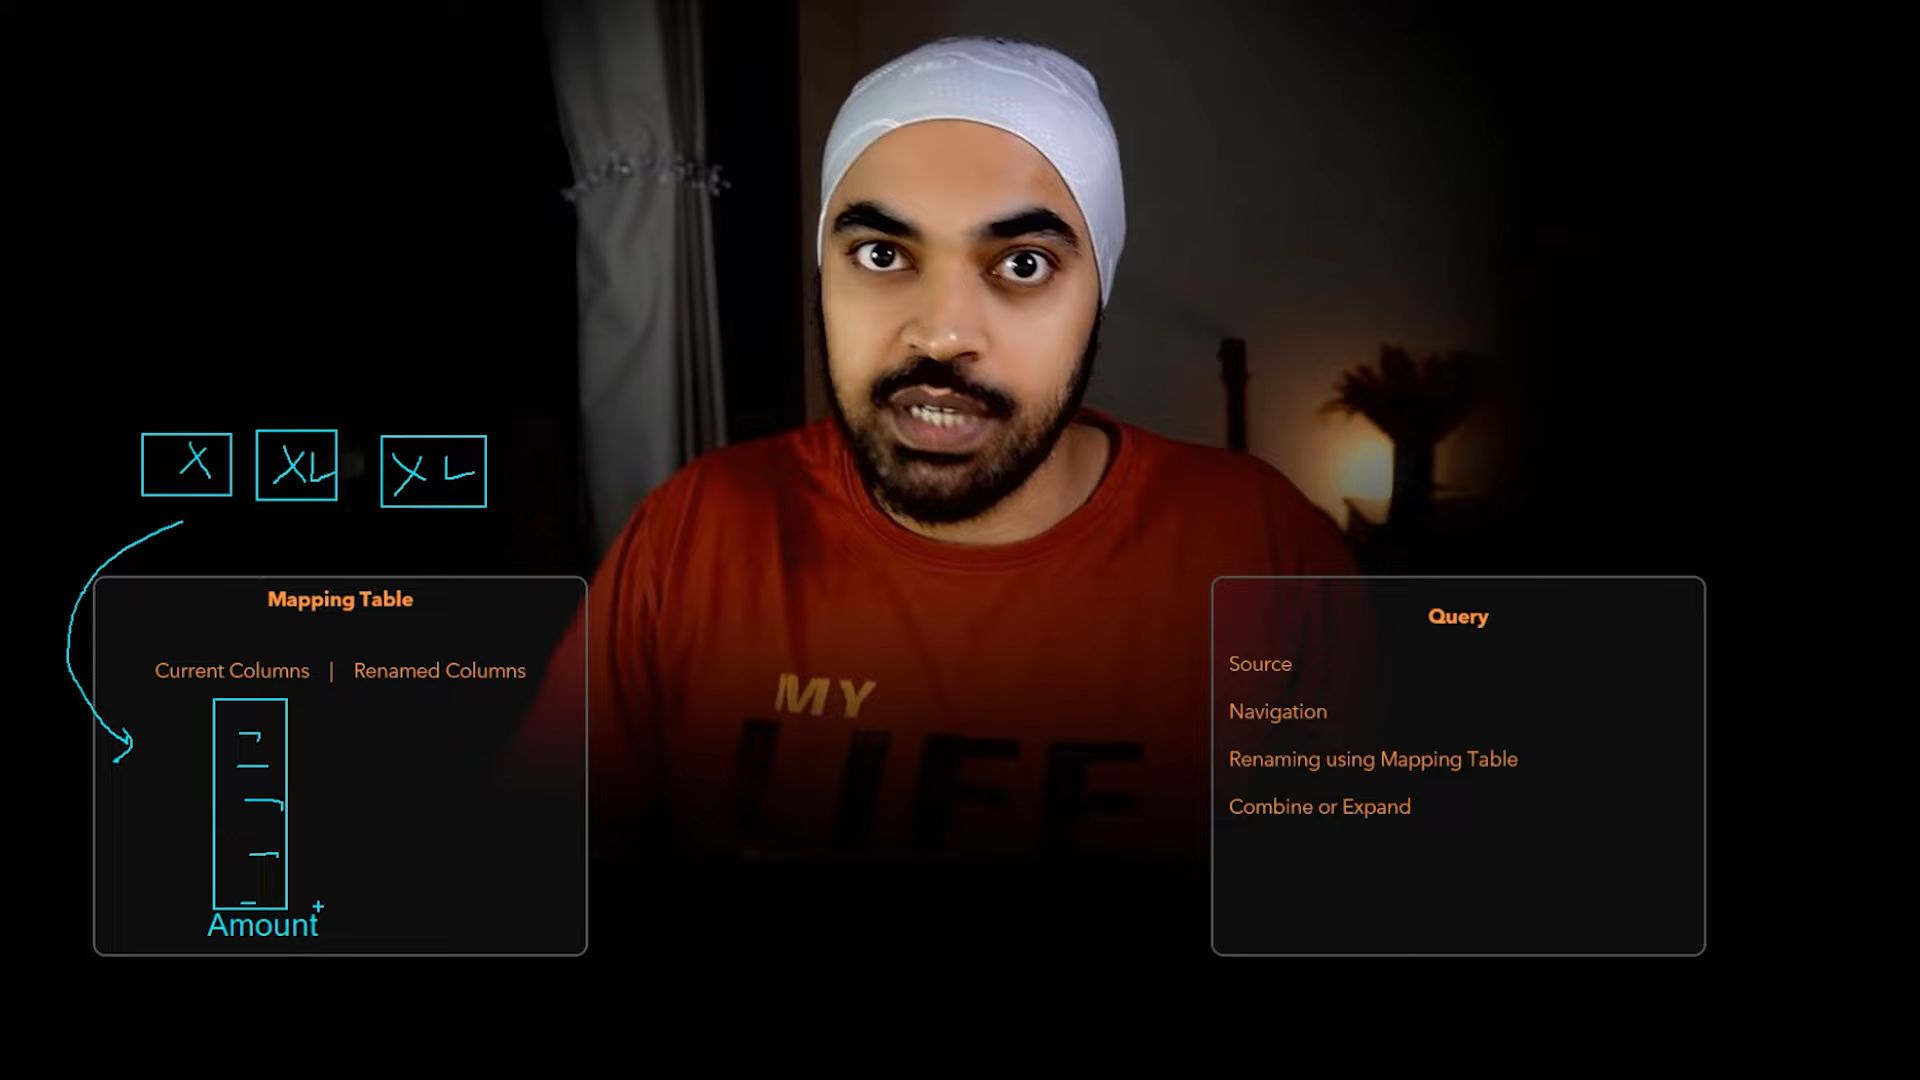 X XL XL
Mapping Table
Current Columns | Renamed Columns
Amount
Query
Source
Navigation
Renaming using Mapping Table
Combine or Expand
MY
LIFE